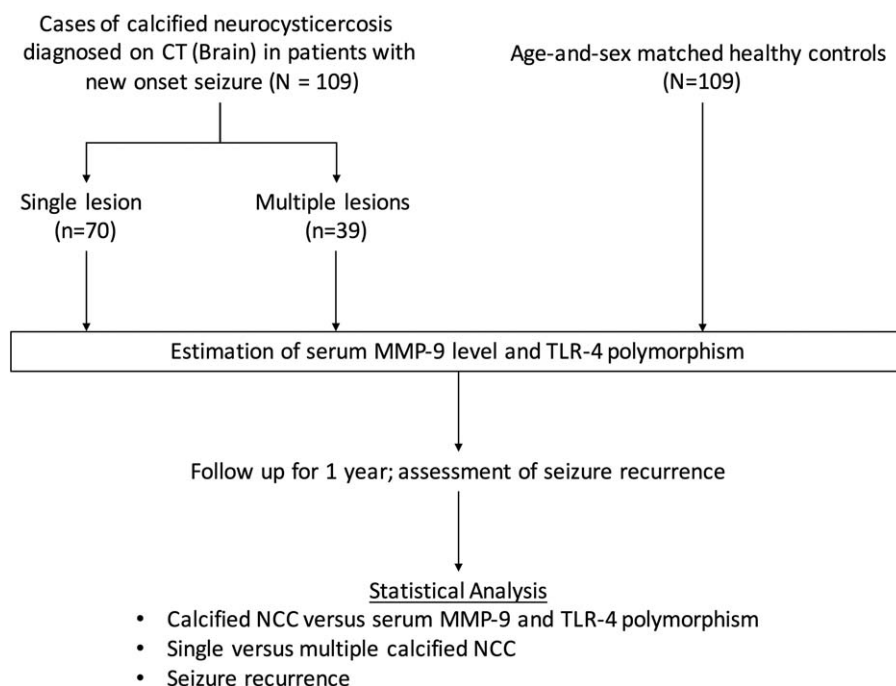 Cases of calcified neurocysticercosis
diagnosed on CT (Brain) in patients with
new onset seizure (N = 109)
Age-and-sex matched healthy controls
(N=109)
Single lesion
(n=70)
Multiple lesions
(n=39)
Estimation of serum MMP-9 level and TLR-4 polymorphism
Follow up for 1 year; assessment of seizure recurrence
Statistical Analysis
• Calcified NCC versus serum MMP-9 and TLR-4 polymorphism
• Single versus multiple calcified NCC
• Seizure recurrence